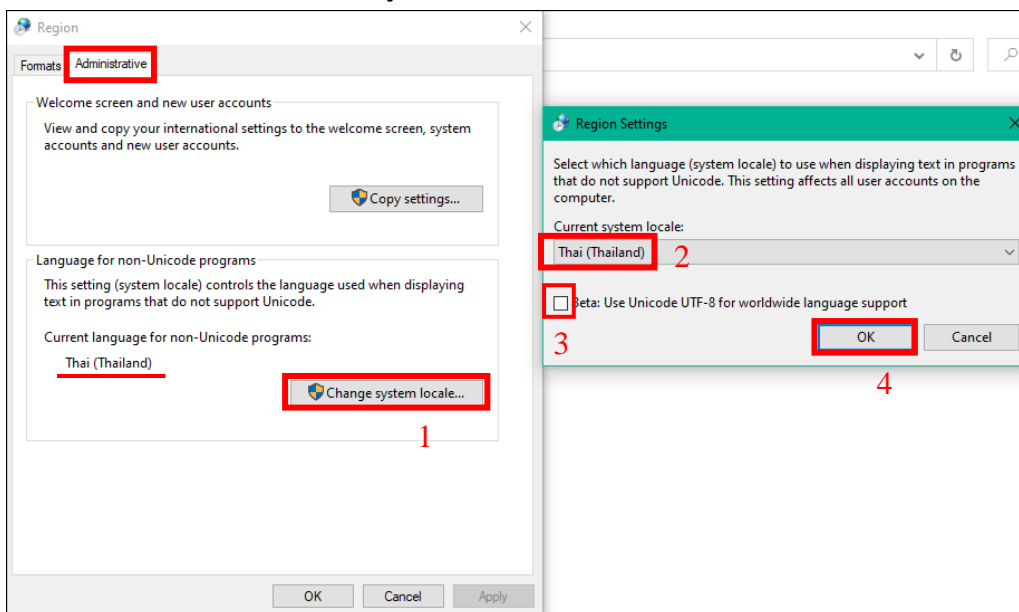 Region
Formats
Administrative
Welcome screen and new user accounts
View and copy your international settings to the welcome screen, system
accounts and new user accounts.
Copy settings...
Language for non-Unicode programs
This setting (system locale) controls the language used when displaying
text in programs that do not support Unicode.
Current language for non-Unicode programs:
Thai (Thailand)
Change system locale...
1
OK
Cancel
Apply
Region Settings
Select which language (system locale) to use when displaying text in programs
that do not support Unicode. This setting affects all user accounts on the
computer.
Current system locale:
Thai (Thailand)
2
Beta: Use Unicode UTF-8 for worldwide language support
3
OK
Cancel
4